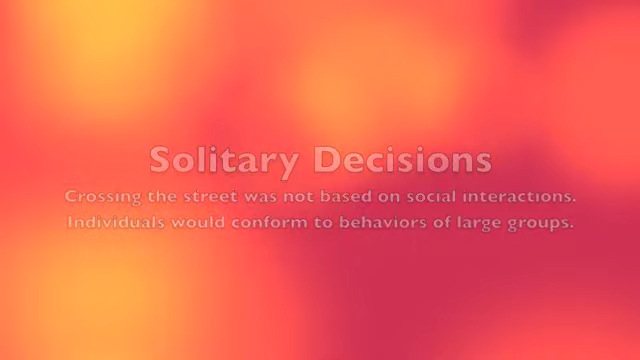 Solitary Decisions
Crossing the street was not based on social interactions.
Individuals would conform to behaviors of large groups.